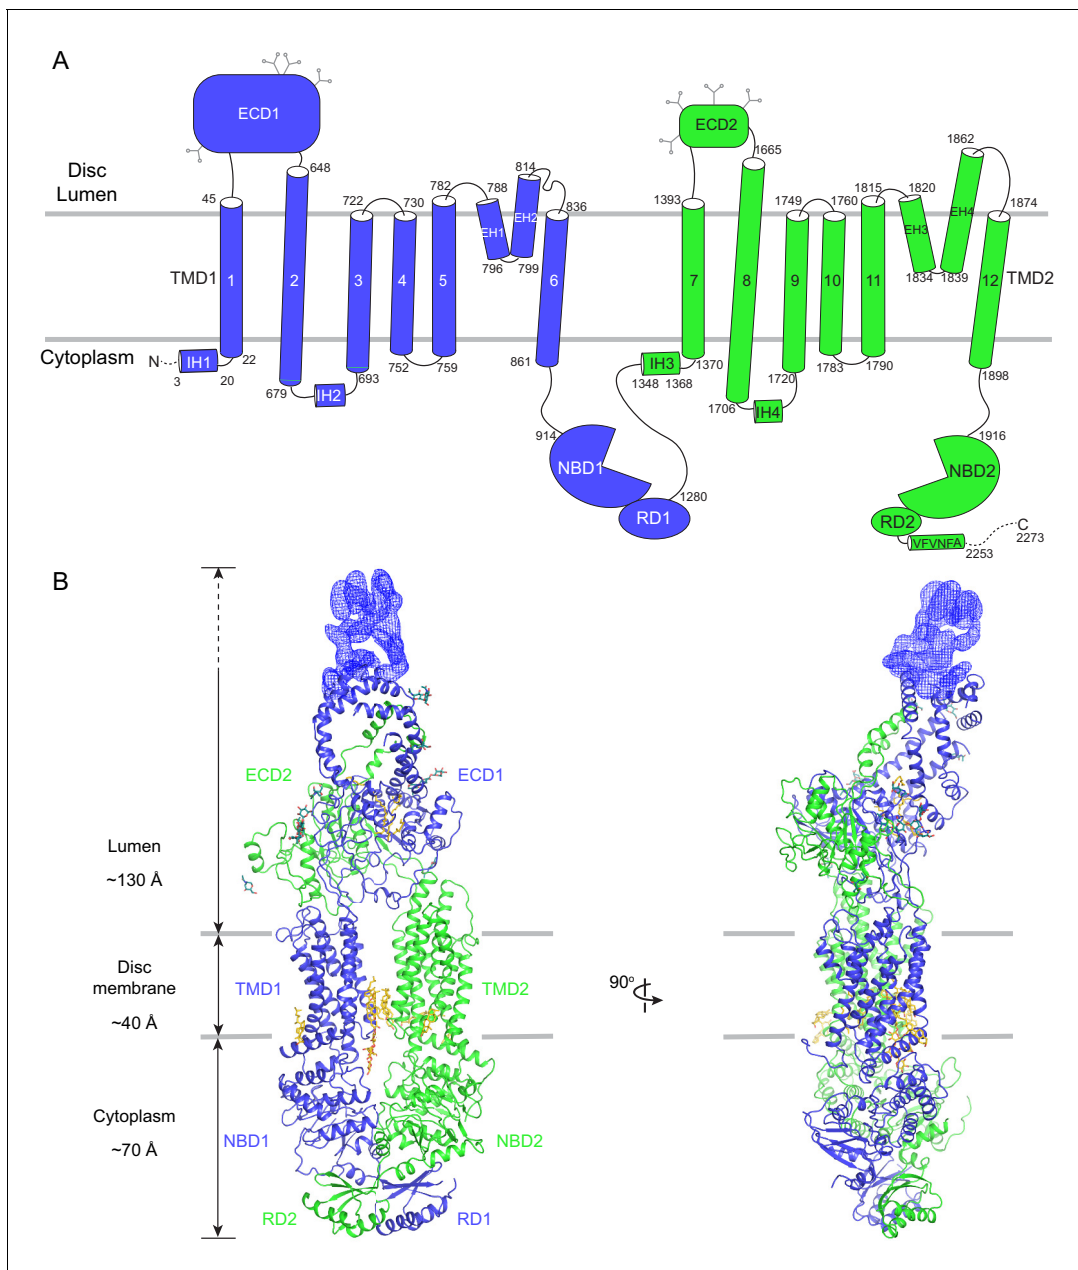 A
ECD1
ECD2
Disc
Lumen
45
648
722
730
782
788
814
836
1393
1665
1749
1760
1815
1820
1862
1874
EH1
EH2
EH3
EH4
796
799
1834
1839
TMD1
1
2
3
4
5
6
7
8
9
10
11
12
TMD2
Cytoplasm
N
IH1
3
20
22
679
IH2
693
752
759
861
IH3
1348
1368
1370
1706
IH4
1720
1783
1790
1898
914
NBD1
1280
RD1
1916
NBD2
RD2
VFVNFA
2253
C
2273
B
ECD2
ECD1
Lumen
~130 Å
Disc
membrane
~40 Å
TMD1
TMD2
90°
Cytoplasm
~70 Å
NBD1
NBD2
RD2
RD1